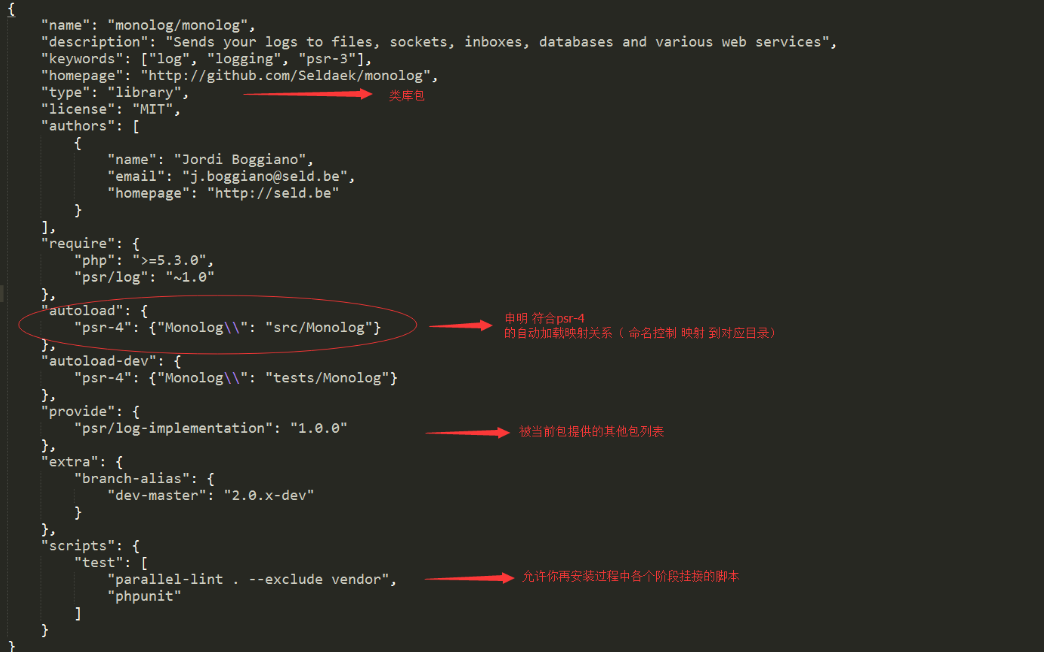 {
"name": "monolog/monolog",
"description": "Sends your logs to files, sockets, inboxes, databases and various web services",
"keywords": ["log", "logging", "psr-3"],
"homepage": "http://github.com/Seldaek/monolog",
"type": "library", 类库包
"license": "MIT",
"authors": [
{
"name": "Jordi Boggiano",
"email": "j.boggiano@seld.be",
"homepage": "http://seld.be"
}
],
"require": {
"php": ">=5.3.0",
"psr/log": "~1.0"
},
"autoload": {
"psr-4": {"Monolog\\": "src/Monolog"}
申明 符合psr-4
的自动加载映射关系（ 命名控制 映射 到对应目录）
},
"autoload-dev": {
"psr-4": {"Monolog\\": "tests/Monolog"}
},
"provide": {
"psr/log-implementation": "1.0.0" 被当前包提供的其他包列表
},
"extra": {
"branch-alias": {
"dev-master": "2.0.x-dev"
}
},
"scripts": {
"test": [
"parallel-lint . --exclude vendor", 允许你再安装过程中各个阶段挂接的脚本
"phpunit"
]
}
}